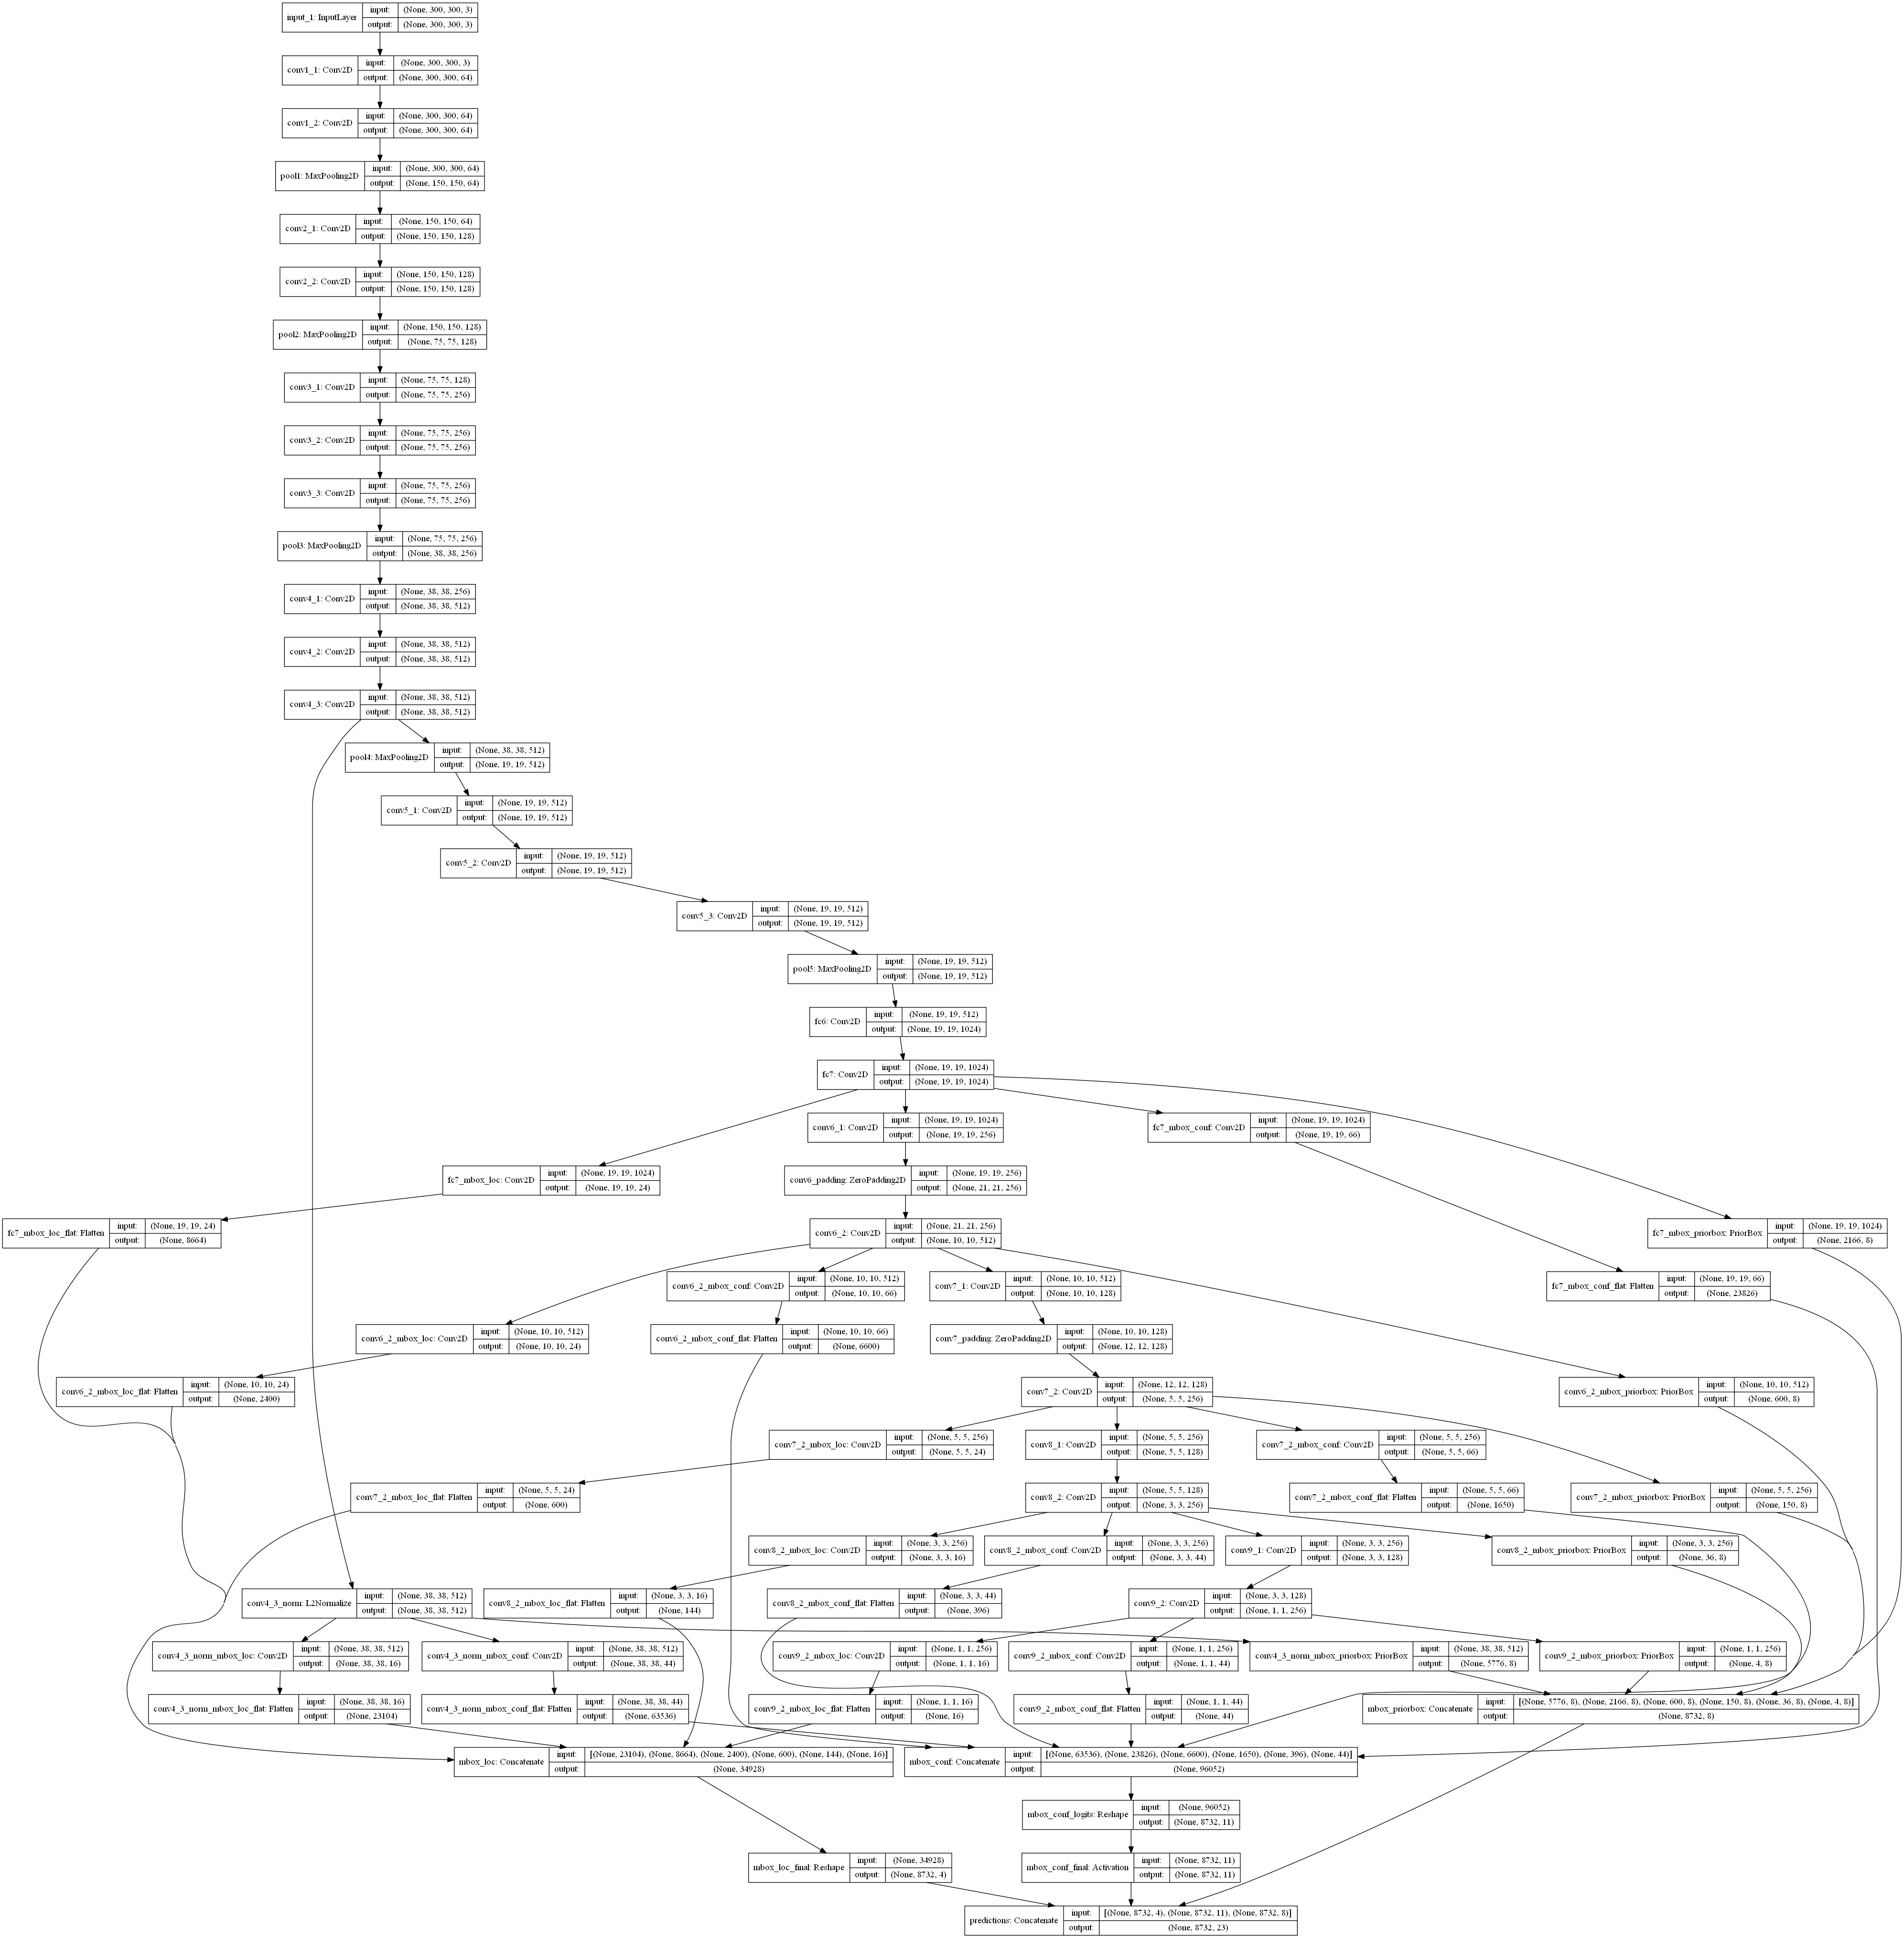 input_1: InputLayer input: (None, 300, 300, 3)
output: (None, 300, 300, 3)
conv1_1: Conv2D input: (None, 300, 300, 3)
output: (None, 300, 300, 64)
conv1_2: Conv2D input: (None, 300, 300, 64)
output: (None, 300, 300, 64)
pool1: MaxPooling2D input: (None, 300, 300, 64)
output: (None, 150, 150, 64)
conv2_1: Conv2D input: (None, 150, 150, 64)
output: (None, 150, 150, 128)
conv2_2: Conv2D input: (None, 150, 150, 128)
output: (None, 150, 150, 128)
pool2: MaxPooling2D input: (None, 150, 150, 128)
output: (None, 75, 75, 128)
conv3_1: Conv2D input: (None, 75, 75, 128)
output: (None, 75, 75, 256)
conv3_2: Conv2D input: (None, 75, 75, 256)
output: (None, 75, 75, 256)
conv3_3: Conv2D input: (None, 75, 75, 256)
output: (None, 75, 75, 256)
pool3: MaxPooling2D input: (None, 75, 75, 256)
output: (None, 38, 38, 256)
conv4_1: Conv2D input: (None, 38, 38, 256)
output: (None, 38, 38, 512)
conv4_2: Conv2D input: (None, 38, 38, 512)
output: (None, 38, 38, 512)
conv4_3: Conv2D input: (None, 38, 38, 512)
output: (None, 38, 38, 512)
pool4: MaxPooling2D input: (None, 38, 38, 512)
output: (None, 19, 19, 512)
conv5_1: Conv2D input: (None, 19, 19, 512)
output: (None, 19, 19, 512)
conv5_2: Conv2D input: (None, 19, 19, 512)
output: (None, 19, 19, 512)
conv5_3: Conv2D input: (None, 19, 19, 512)
output: (None, 19, 19, 512)
pool5: MaxPooling2D input: (None, 19, 19, 512)
output: (None, 19, 19, 512)
fc6: Conv2D input: (None, 19, 19, 512)
output: (None, 19, 19, 1024)
fc7: Conv2D input: (None, 19, 19, 1024)
output: (None, 19, 19, 1024)
conv6_1: Conv2D input: (None, 19, 19, 1024)
output: (None, 19, 19, 256)
fc7_mbox_conf: Conv2D input: (None, 19, 19, 1024)
output: (None, 19, 19, 66)
fc7_mbox_loc: Conv2D input: (None, 19, 19, 1024)
output: (None, 19, 19, 24)
conv6_padding: ZeroPadding2D input: (None, 19, 19, 256)
output: (None, 21, 21, 256)
fc7_mbox_loc_flat: Flatten input: (None, 19, 19, 24)
output: (None, 8664)
conv6_2: Conv2D input: (None, 21, 21, 256)
output: (None, 10, 10, 512)
fc7_mbox_priorbox: PriorBox input: (None, 19, 19, 1024)
output: (None, 2166, 8)
conv6_2_mbox_conf: Conv2D input: (None, 10, 10, 512)
output: (None, 10, 10, 66)
conv7_1: Conv2D input: (None, 10, 10, 512)
output: (None, 10, 10, 128)
fc7_mbox_conf_flat: Flatten input: (None, 19, 19, 66)
output: (None, 23826)
conv6_2_mbox_loc: Conv2D input: (None, 10, 10, 512)
output: (None, 10, 10, 24)
conv6_2_mbox_conf_flat: Flatten input: (None, 10, 10, 66)
output: (None, 6600)
conv7_padding: ZeroPadding2D input: (None, 10, 10, 128)
output: (None, 12, 12, 128)
conv6_2_mbox_loc_flat: Flatten input: (None, 10, 10, 24)
output: (None, 2400)
conv7_2: Conv2D input: (None, 12, 12, 128)
output: (None, 5, 5, 256)
conv6_2_mbox_priorbox: PriorBox input: (None, 10, 10, 512)
output: (None, 600, 8)
conv7_2_mbox_loc: Conv2D input: (None, 5, 5, 256)
output: (None, 5, 5, 24)
conv8_1: Conv2D input: (None, 5, 5, 256)
output: (None, 5, 5, 128)
conv7_2_mbox_conf: Conv2D input: (None, 5, 5, 256)
output: (None, 5, 5, 66)
conv7_2_mbox_loc_flat: Flatten input: (None, 5, 5, 24)
output: (None, 600)
conv8_2: Conv2D input: (None, 5, 5, 128)
output: (None, 3, 3, 256)
conv7_2_mbox_conf_flat: Flatten input: (None, 5, 5, 66)
output: (None, 1650)
conv7_2_mbox_priorbox: PriorBox input: (None, 5, 5, 256)
output: (None, 150, 8)
conv8_2_mbox_loc: Conv2D input: (None, 3, 3, 256)
output: (None, 3, 3, 16)
conv8_2_mbox_conf: Conv2D input: (None, 3, 3, 256)
output: (None, 3, 3, 44)
conv9_1: Conv2D input: (None, 3, 3, 256)
output: (None, 3, 3, 128)
conv8_2_mbox_priorbox: PriorBox input: (None, 3, 3, 256)
output: (None, 36, 8)
conv4_3_norm: L2Normalize input: (None, 38, 38, 512)
output: (None, 38, 38, 512)
conv8_2_mbox_loc_flat: Flatten input: (None, 3, 3, 16)
output: (None, 144)
conv8_2_mbox_conf_flat: Flatten input: (None, 3, 3, 44)
output: (None, 396)
conv9_2: Conv2D input: (None, 3, 3, 128)
output: (None, 1, 1, 256)
conv4_3_norm_mbox_loc: Conv2D input: (None, 38, 38, 512)
output: (None, 38, 38, 16)
conv4_3_norm_mbox_conf: Conv2D input: (None, 38, 38, 512)
output: (None, 38, 38, 44)
conv9_2_mbox_loc: Conv2D input: (None, 1, 1, 256)
output: (None, 1, 1, 16)
conv9_2_mbox_conf: Conv2D input: (None, 1, 1, 256)
output: (None, 1, 1, 44)
conv4_3_norm_mbox_priorbox: PriorBox input: (None, 38, 38, 512)
output: (None, 5776, 8)
conv9_2_mbox_priorbox: PriorBox input: (None, 1, 1, 256)
output: (None, 4, 8)
conv4_3_norm_mbox_loc_flat: Flatten input: (None, 38, 38, 16)
output: (None, 23104)
conv4_3_norm_mbox_conf_flat: Flatten input: (None, 38, 38, 44)
output: (None, 63536)
conv9_2_mbox_loc_flat: Flatten input: (None, 1, 1, 16)
output: (None, 16)
conv9_2_mbox_conf_flat: Flatten input: (None, 1, 1, 44)
output: (None, 44)
mbox_priorbox: Concatenate input: [(None, 5776, 8), (None, 2166, 8), (None, 600, 8), (None, 150, 8), (None, 36, 8), (None, 4, 8)]
output: (None, 8732, 8)
mbox_loc: Concatenate input: [(None, 23104), (None, 8664), (None, 2400), (None, 600), (None, 144), (None, 16)]
output: (None, 34928)
mbox_conf: Concatenate input: [(None, 63536), (None, 23826), (None, 6600), (None, 1650), (None, 396), (None, 44)]
output: (None, 96052)
mbox_conf_logits: Reshape input: (None, 96052)
output: (None, 8732, 11)
mbox_loc_final: Reshape input: (None, 34928)
output: (None, 8732, 4)
mbox_conf_final: Activation input: (None, 8732, 11)
output: (None, 8732, 11)
predictions: Concatenate input: [(None, 8732, 4), (None, 8732, 11), (None, 8732, 8)]
output: (None, 8732, 23)